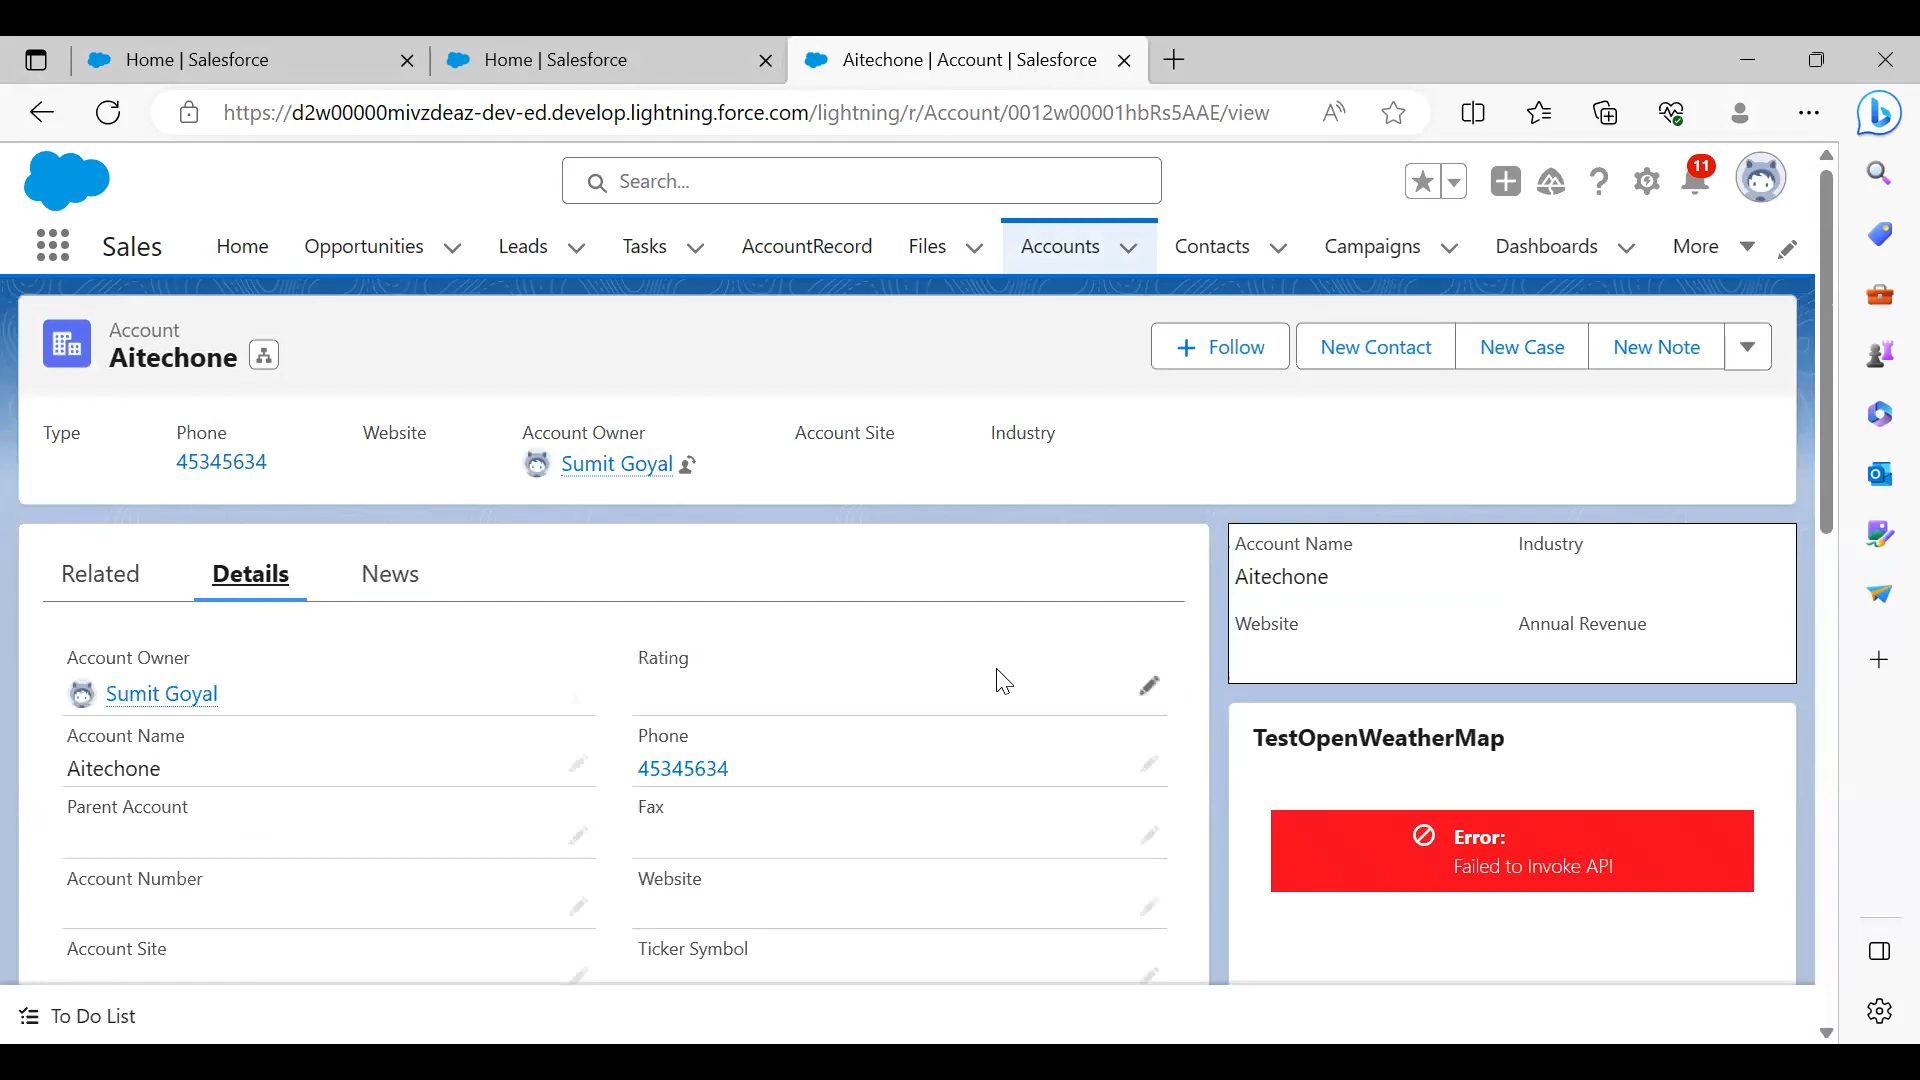 Home | Salesforce
Home | Salesforce
Aitechone | Account | Salesforce
https://d2w00000mivzdeaz-dev-ed.develop.lightning.force.com/lightning/r/Account/0012w00001hbRs5AAE/view
Search...
11
Sales
Home
Opportunities
Leads
Tasks
AccountRecord
Files
Accounts
Contacts
Campaigns
Dashboards
More
Account
Aitechone
Follow
New Contact
New Case
New Note
Type
Phone
Website
Account Owner
Account Site
Industry
45345634
Sumit Goyal
Related
Details
News
Account Name
Industry
Aitechone
Website
Annual Revenue
Account Owner
Rating
Sumit Goyal
Account Name
Phone
Aitechone
45345634
Parent Account
Fax
Account Number
Website
Account Site
Ticker Symbol
TestOpenWeatherMap
Error:
Failed to Invoke API
To Do List